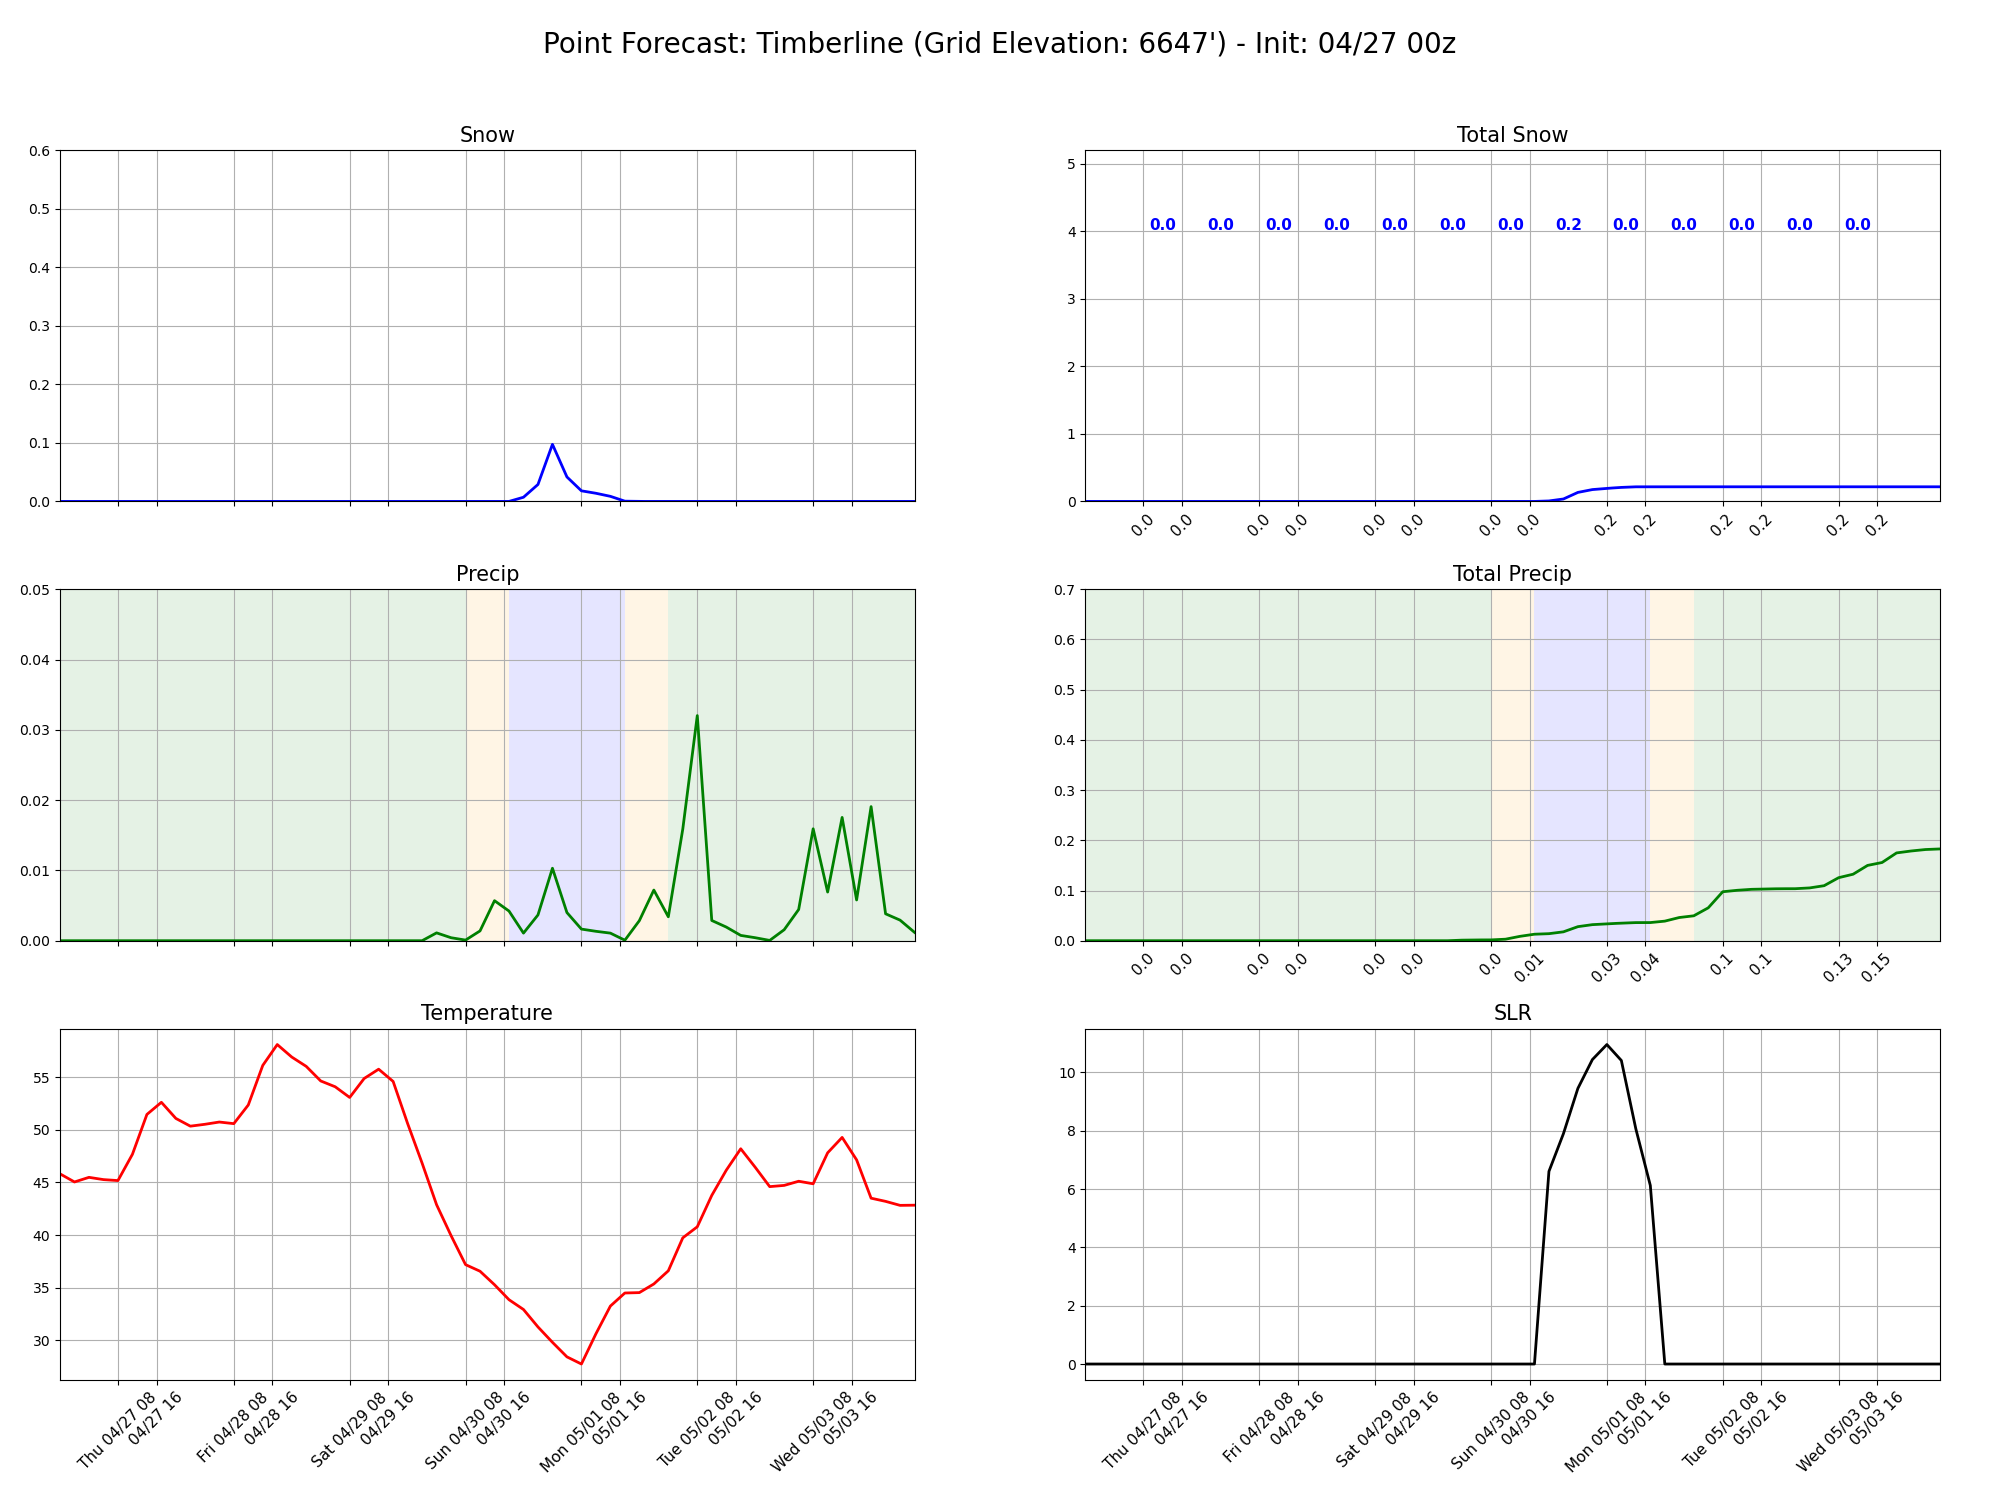 Point Forecast: Timberline (Grid Elevation: 6647') - Init: 04/27 00z
Snow
0.6
0.5
0.4
0.3
0.2
0.1
0.0
Total Snow
5
4
3
2
1
0
0.0 0.0 0.0 0.0 0.0 0.0 0.0 0.2 0.0 0.0 0.0 0.0 0.0
0.0 0.0 0.0 0.0 0.0 0.0 0.0 0.0 0.2 0.2 0.2 0.2 0.2 0.2
Precip
0.05
0.04
0.03
0.02
0.01
0.00
Total Precip
0.7
0.6
0.5
0.4
0.3
0.2
0.1
0.0
0.0 0.0 0.0 0.0 0.0 0.0 0.0 0.01 0.03 0.04 0.1 0.1 0.13 0.15
Temperature
55
50
45
40
35
30
Thu 04/27 08
04/27 16
Fri 04/28 08
04/28 16
Sat 04/29 08
04/29 16
Sun 04/30 08
04/30 16
Mon 05/01 08
05/01 16
Tue 05/02 08
05/02 16
Wed 05/03 08
05/03 16
SLR
10
8
6
4
2
0
Thu 04/27 08
04/27 16
Fri 04/28 08
04/28 16
Sat 04/29 08
04/29 16
Sun 04/30 08
04/30 16
Mon 05/01 08
05/01 16
Tue 05/02 08
05/02 16
Wed 05/03 08
05/03 16